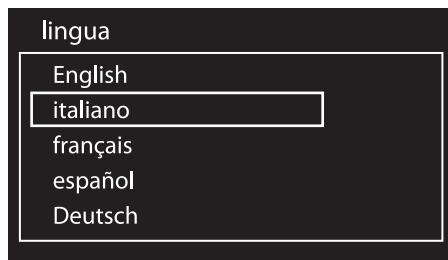 lingua
English
italiano
français
español
Deutsch